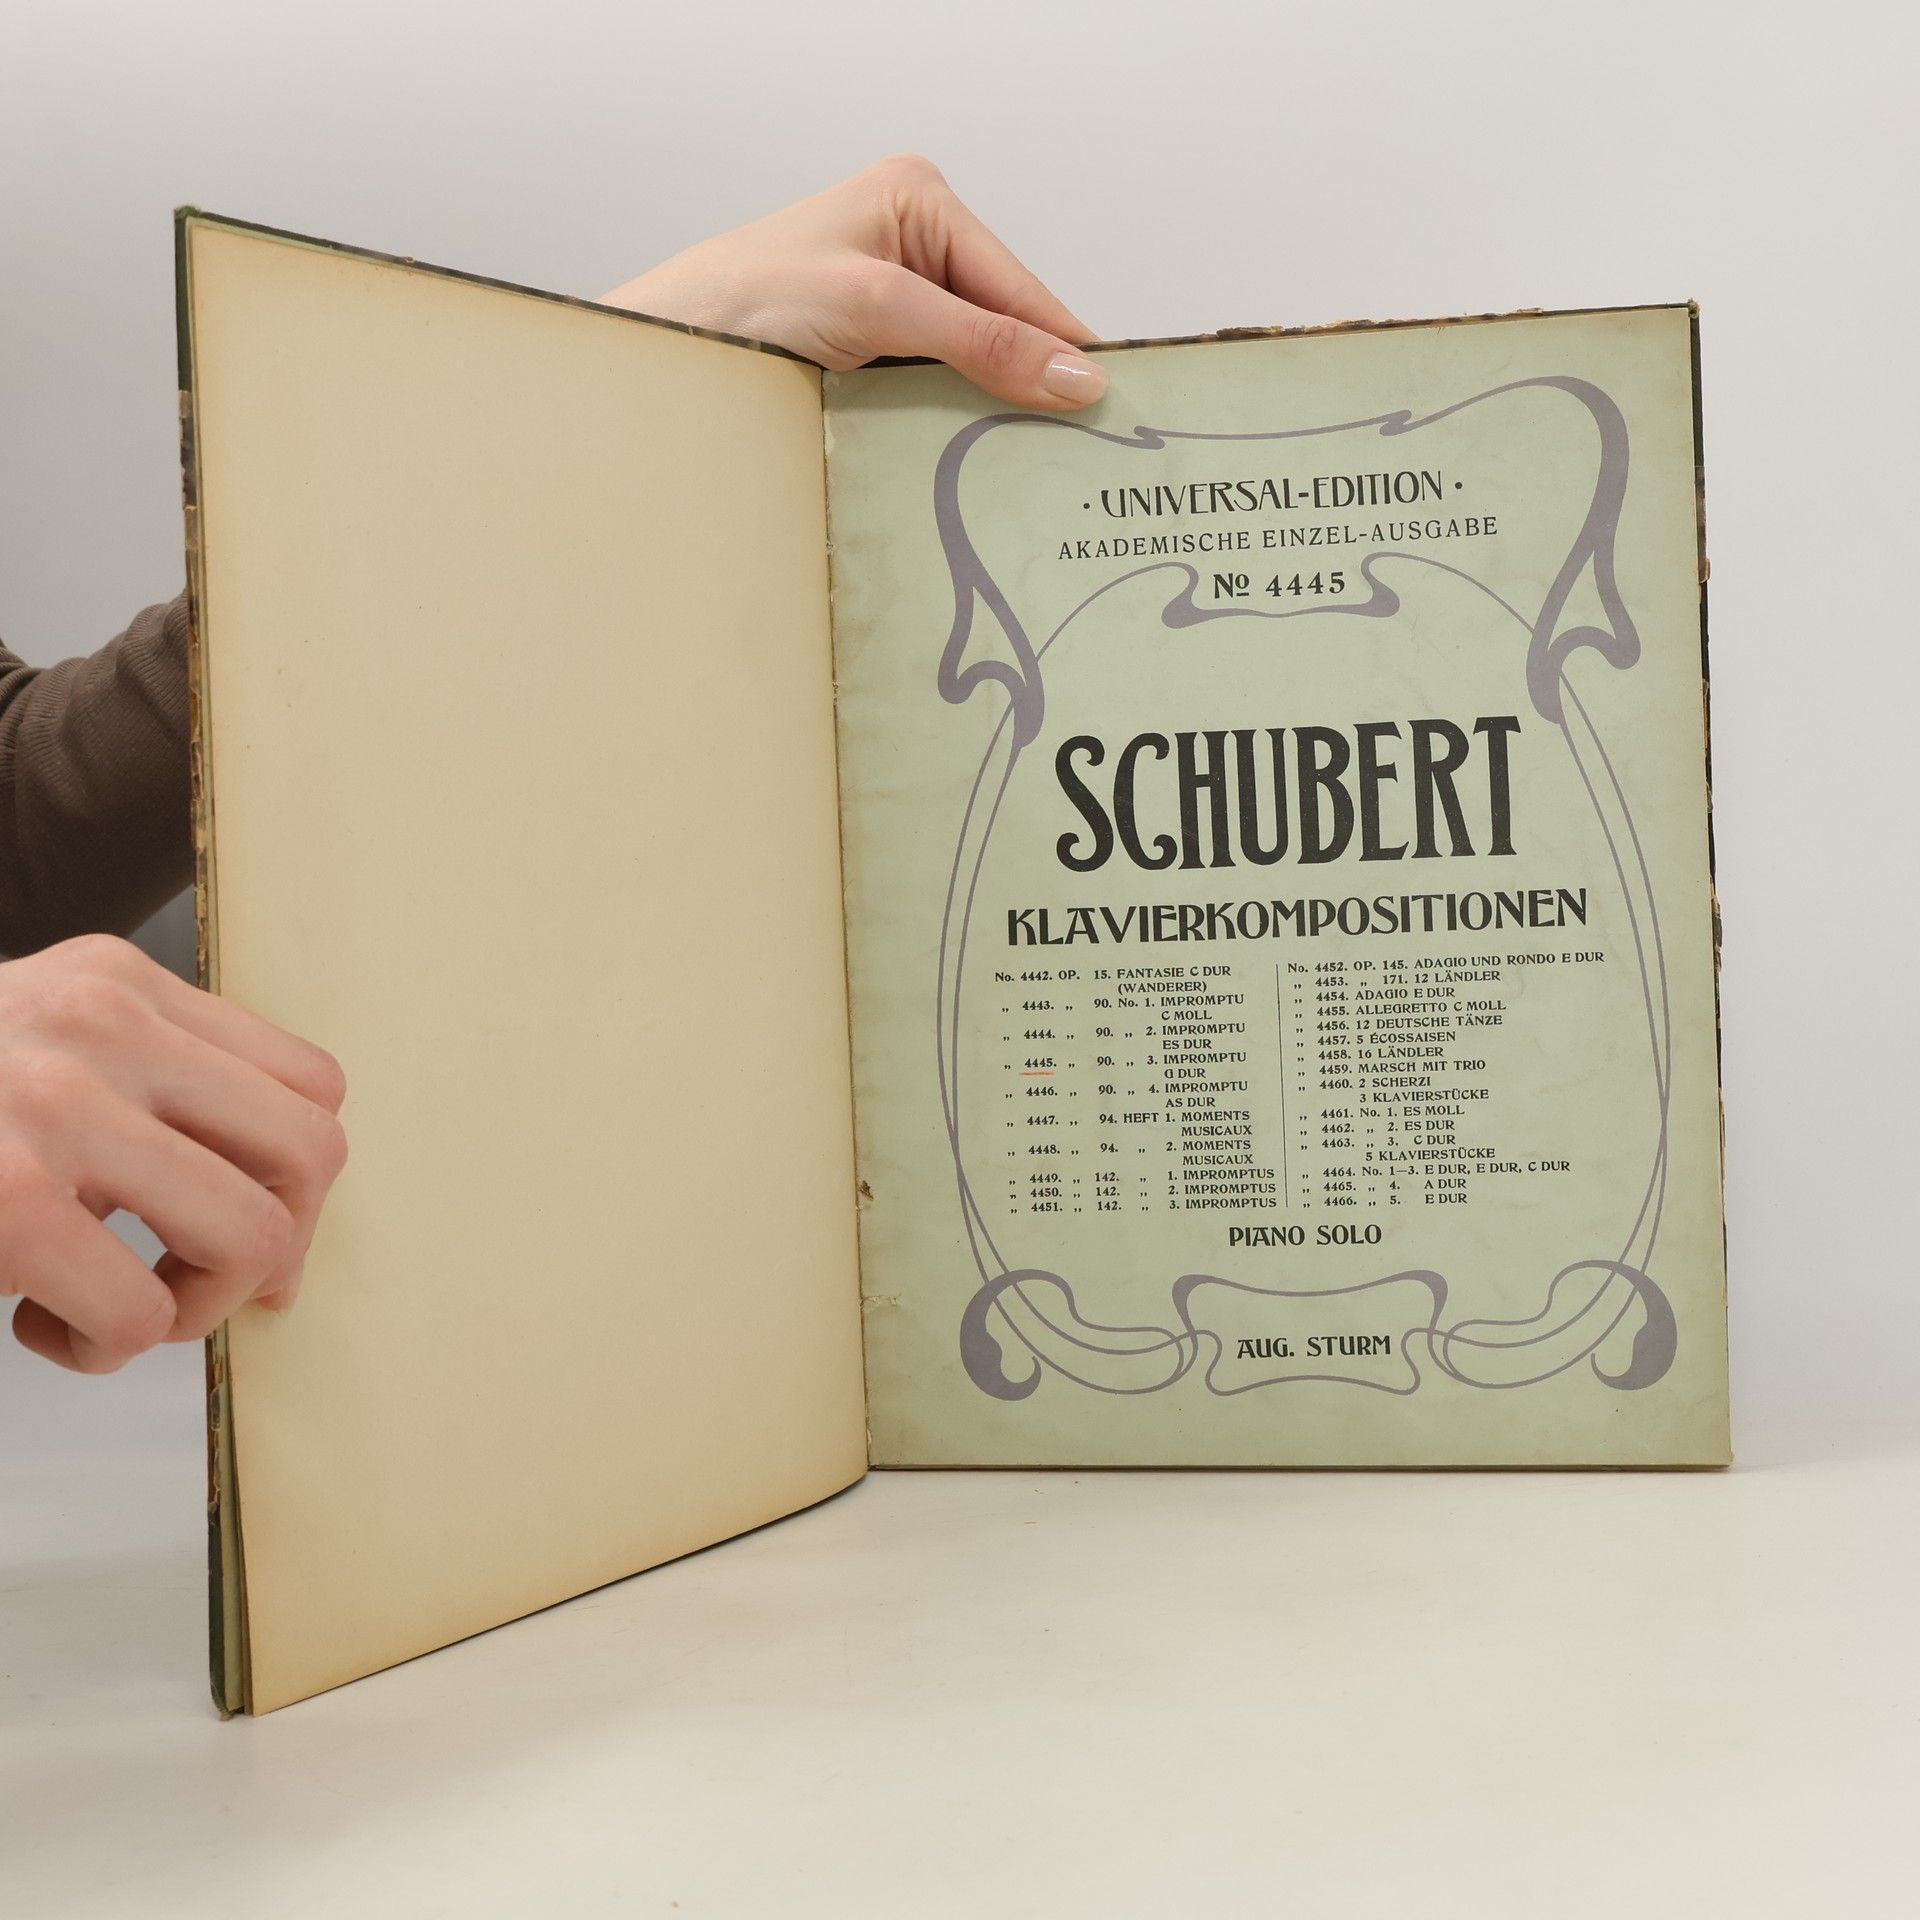 · UNIVERSAL-EDITION ·
AKADEMISCHE EINZEL-AUSGABE
No 4445
SCHUBERT
KLAVIERKOMPOSITIONEN
No. 4442. OP. 15. FANTASIE C DUR
(WANDERER)
„ 4443. „ 90. No. 1. IMPROMPTU
C MOLL
„ 4444. „ 90. „ 2. IMPROMPTU
ES DUR
„ 4445. „ 90. „ 3. IMPROMPTU
G DUR
„ 4446. „ 90. „ 4. IMPROMPTU
AS DUR
„ 4447. „ 94. HEFT 1. MOMENTS
MUSICAUX
„ 4448. „ 94. „ 2. MOMENTS
MUSICAUX
„ 4449. „ 142. „ 1. IMPROMPTUS
„ 4450. „ 142. „ 2. IMPROMPTUS
„ 4451. „ 142. „ 3. IMPROMPTUS
No. 4452. OP. 145. ADAGIO UND RONDO E DUR
„ 4453. „ 171. 12 LÄNDLER
„ 4454. ADAGIO E DUR
„ 4455. ALLEGRETTO C MOLL
„ 4456. 12 DEUTSCHE TÄNZE
„ 4457. 5 ÉCOSSAISEN
„ 4458. 16 LÄNDLER
„ 4459. MARSCH MIT TRIO
„ 4460. 2 SCHERZI
3 KLAVIERSTÜCKE
„ 4461. No. 1. ES MOLL
„ 4462. „ 2. ES DUR
„ 4463. „ 3. C DUR
5 KLAVIERSTÜCKE
„ 4464. No. 1—3. E DUR, E DUR, C DUR
„ 4465. „ 4. A DUR
„ 4466. „ 5. E DUR
PIANO SOLO
AUG. STURM